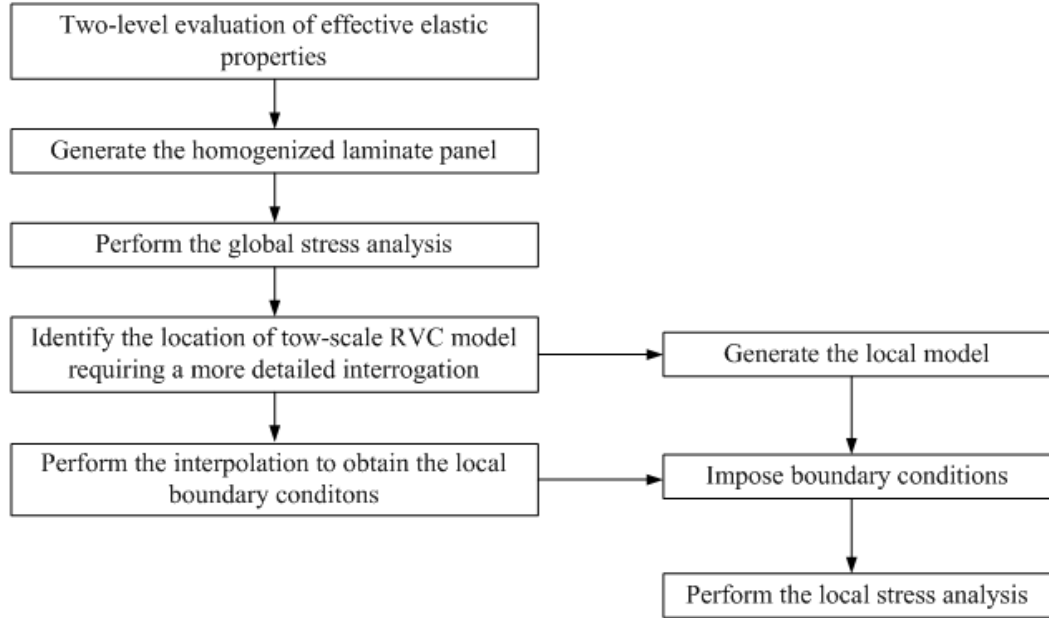 Two-level evaluation of effective elastic
properties
Generate the homogenized laminate panel
Perform the global stress analysis
Identify the location of tow-scale RVC model
requiring a more detailed interrogation
Generate the local model
Perform the interpolation to obtain the local
boundary conditons
Impose boundary conditions
Perform the local stress analysis